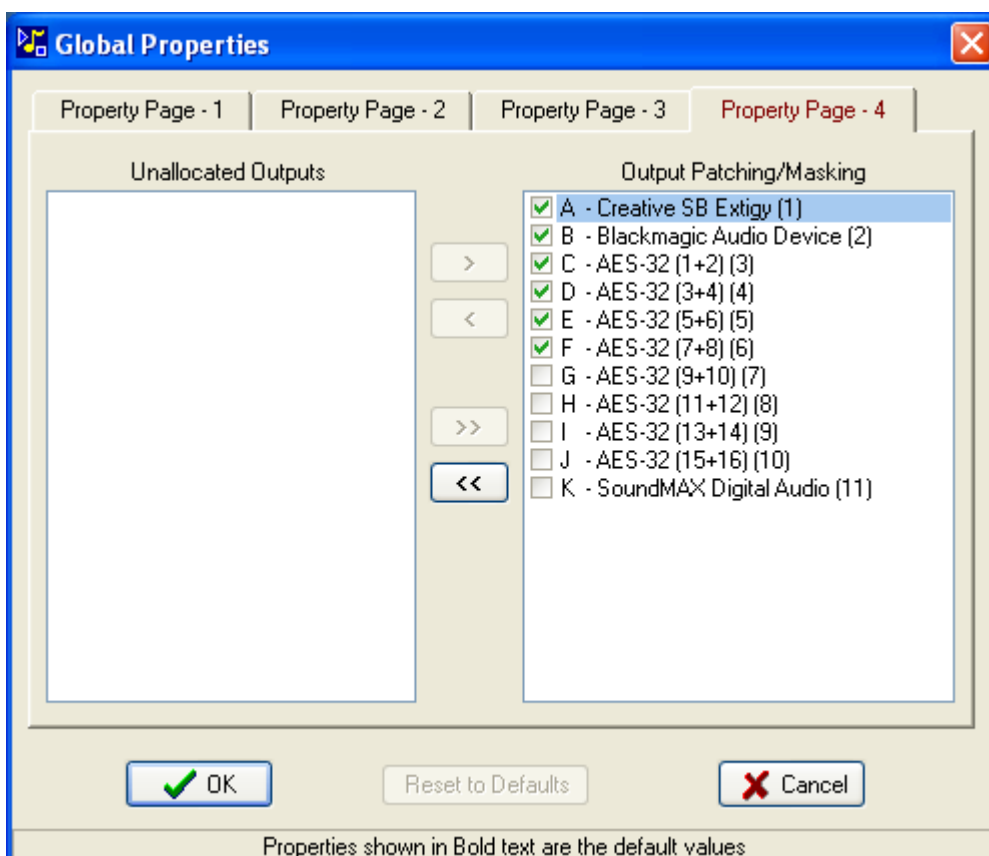 Global Properties
Property Page - 1
Property Page - 2
Property Page - 3
Property Page - 4
Unallocated Outputs
Output Patching/Masking
A - Creative SB Extigy (1)
B - Blackmagic Audio Device (2)
C - AES-32 (1+2) (3)
D - AES-32 (3+4) (4)
E - AES-32 (5+6) (5)
F - AES-32 (7+8) (6)
G - AES-32 (9+10) (7)
H - AES-32 (11+12) (8)
I - AES-32 (13+14) (9)
J - AES-32 (15+16) (10)
K - SoundMAX Digital Audio (11)
>
<
>>
<<
OK
Reset to Defaults
Cancel
Properties shown in Bold text are the default values